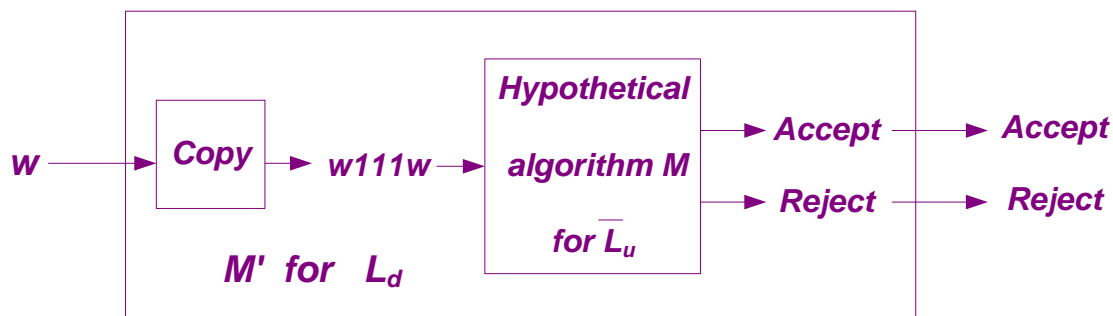 w
Copy
w111w
Hypothetical
algorithm M
for L̅u
Accept
Reject
Accept
Reject
M' for Ld